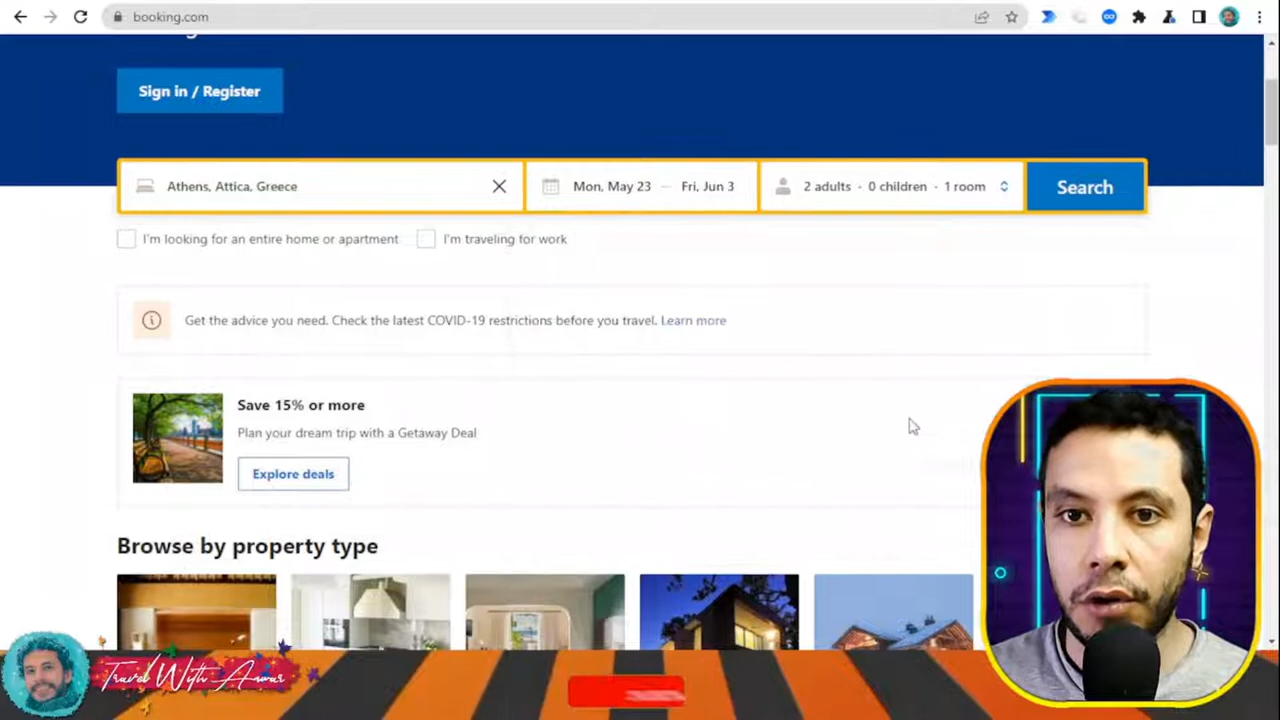 booking.com
Sign in / Register
Athens, Attica, Greece
Mon, May 23 — Fri, Jun 3
2 adults · 0 children · 1 room
Search
I'm looking for an entire home or apartment
I'm traveling for work
Get the advice you need. Check the latest COVID-19 restrictions before you travel. Learn more
Save 15% or more
Plan your dream trip with a Getaway Deal
Explore deals
Browse by property type
Travel With Anwar